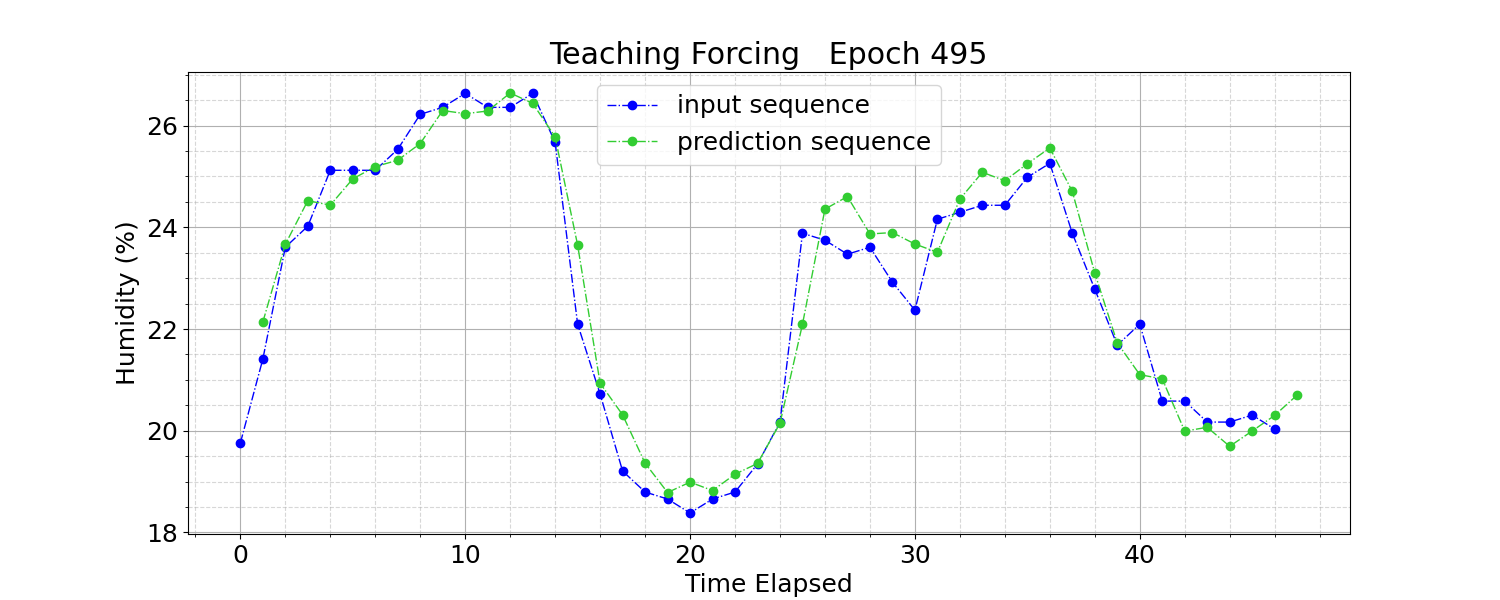 Teaching Forcing   Epoch 495
input sequence
prediction sequence
Humidity (%)
26
24
22
20
18
0 10 20 30 40
Time Elapsed